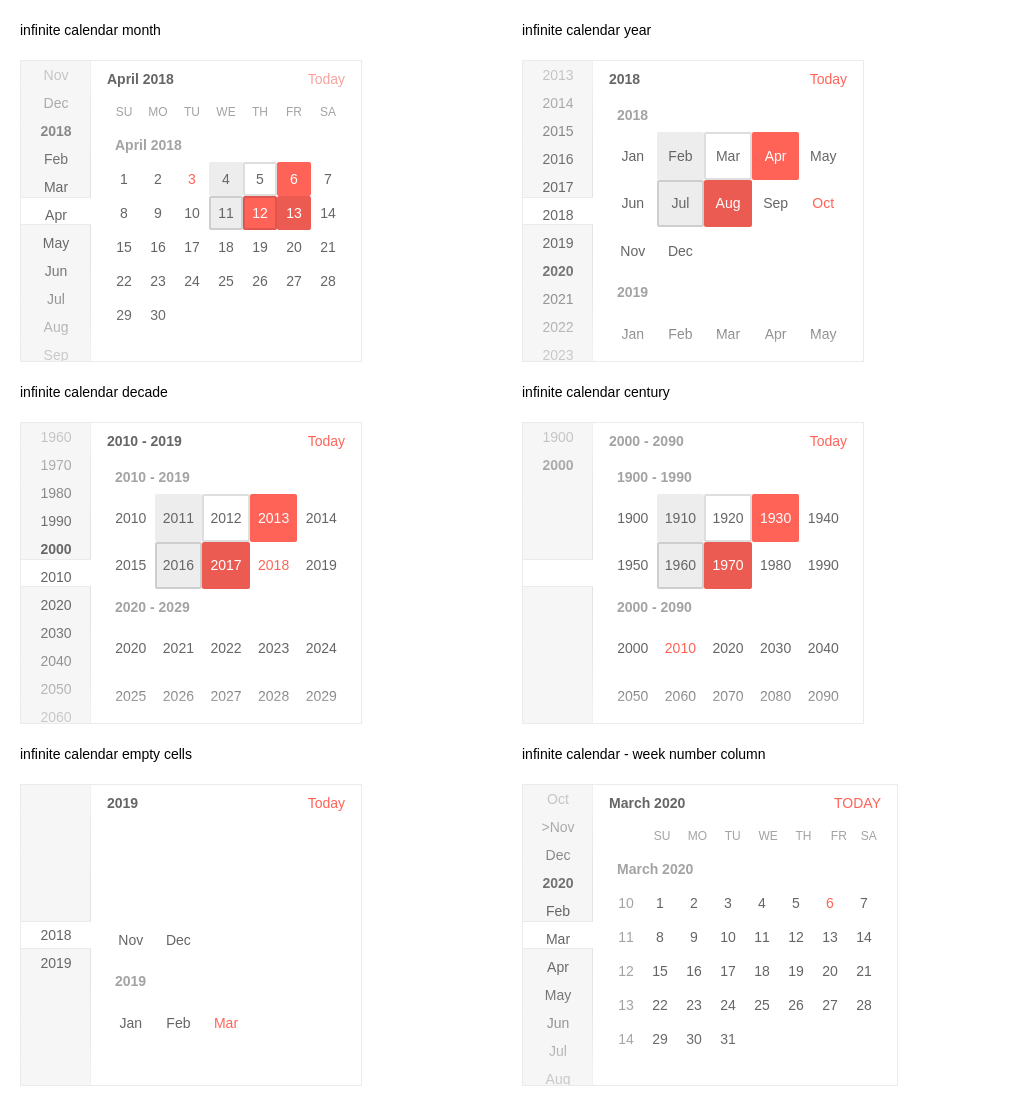 infinite calendar month
Nov
Dec
2018
Feb
Mar
Apr
May
Jun
Jul
Aug
Sep
April 2018 Today
SU MO TU WE TH FR SA
April 2018
1 2 3 4 5 6 7
8 9 10 11 12 13 14
15 16 17 18 19 20 21
22 23 24 25 26 27 28
29 30
infinite calendar year
2013
2014
2015
2016
2017
2018
2019
2020
2021
2022
2023
2018 Today
2018
Jan Feb Mar Apr May
Jun Jul Aug Sep Oct
Nov Dec
2019
Jan Feb Mar Apr May
infinite calendar decade
1960
1970
1980
1990
2000
2010
2020
2030
2040
2050
2060
2010 - 2019 Today
2010 - 2019
2010 2011 2012 2013 2014
2015 2016 2017 2018 2019
2020 - 2029
2020 2021 2022 2023 2024
2025 2026 2027 2028 2029
infinite calendar century
1900
2000
2000 - 2090 Today
1900 - 1990
1900 1910 1920 1930 1940
1950 1960 1970 1980 1990
2000 - 2090
2000 2010 2020 2030 2040
2050 2060 2070 2080 2090
infinite calendar empty cells
2018
2019
2019 Today
Nov Dec
2019
Jan Feb Mar
infinite calendar - week number column
Oct
>Nov
Dec
2020
Feb
Mar
Apr
May
Jun
Jul
Aug
March 2020 TODAY
SU MO TU WE TH FR SA
March 2020
10 1 2 3 4 5 6 7
11 8 9 10 11 12 13 14
12 15 16 17 18 19 20 21
13 22 23 24 25 26 27 28
14 29 30 31